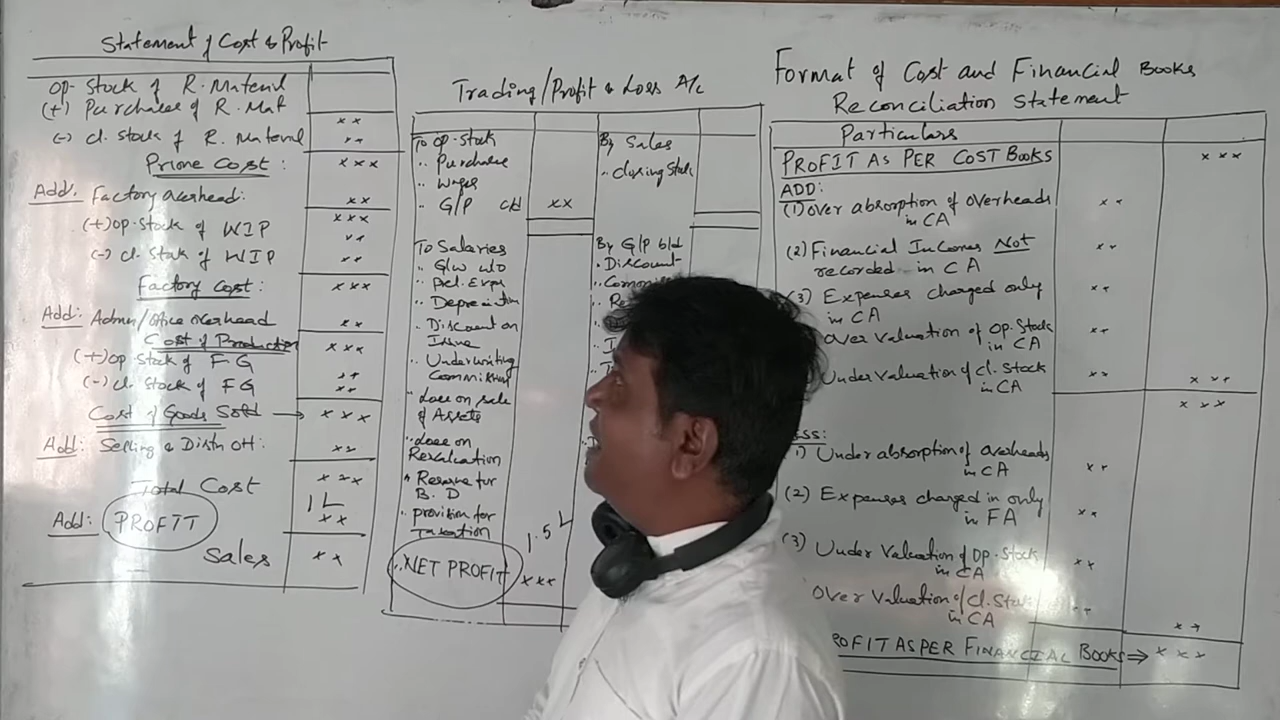 Statement of Cost & Profit
Op. Stock of R. Material
(+) Purchases of R. Mat
xx
(-) cl. stock of R. Material
xx
Prime Cost :
xxx
Add. Factory overhead:
xx
xxx
(+) op. Stock of WIP
xx
(-) cl. Stock of WIP
xx
Factory Cost :
xxx
Add: Admin/office overhead
xx
Cost of Production
xxx
(+) Op Stock of FG
xx
(-) cl. Stock of FG
xx
Cost of Goods Sold →
xxx
Add: Selling & Distn OH:
xx
Total Cost
xxx
1L
Add: PROFIT
xx
Sales
xx
Trading/Profit & Loss A/c
To op. Stock
By Sales
" Purchase
" closing Stock
" Wages
" G/P c/d
xx
To Salaries
By G/P b/d
" G/w w/o
" Discount
" Depreciation
" Discount on
Issue
" Underwriting
Commission
" Loss on sale
of Assets
" Loss on
Revaluation
" Reserve for
B. D
" provision for
Taxation
1.5L
" NET PROFIT
xxx
Format of Cost and Financial Books
Reconciliation Statement
Particulars
PROFIT AS PER COST BOOKS
xxx
ADD:
(1) Over absorption of overheads
in CA
xx
(2) Financial Incomes Not
recorded in CA
xx
(3) Expenses charged only
in CA
xx
Over valuation of Op. Stock
in CA
xx
Under valuation of Cl. Stock
in CA
xx
xxx
xxx
1) Under absorption of overheads
in CA
xx
(2) Expenses charged in only
in FA
xx
(3) Under Valuation of Op. Stock
in CA
xx
Over valuation of Cl. Stock
in CA
xx
AS PER FINANCIAL BOOKS ⇒
xxx